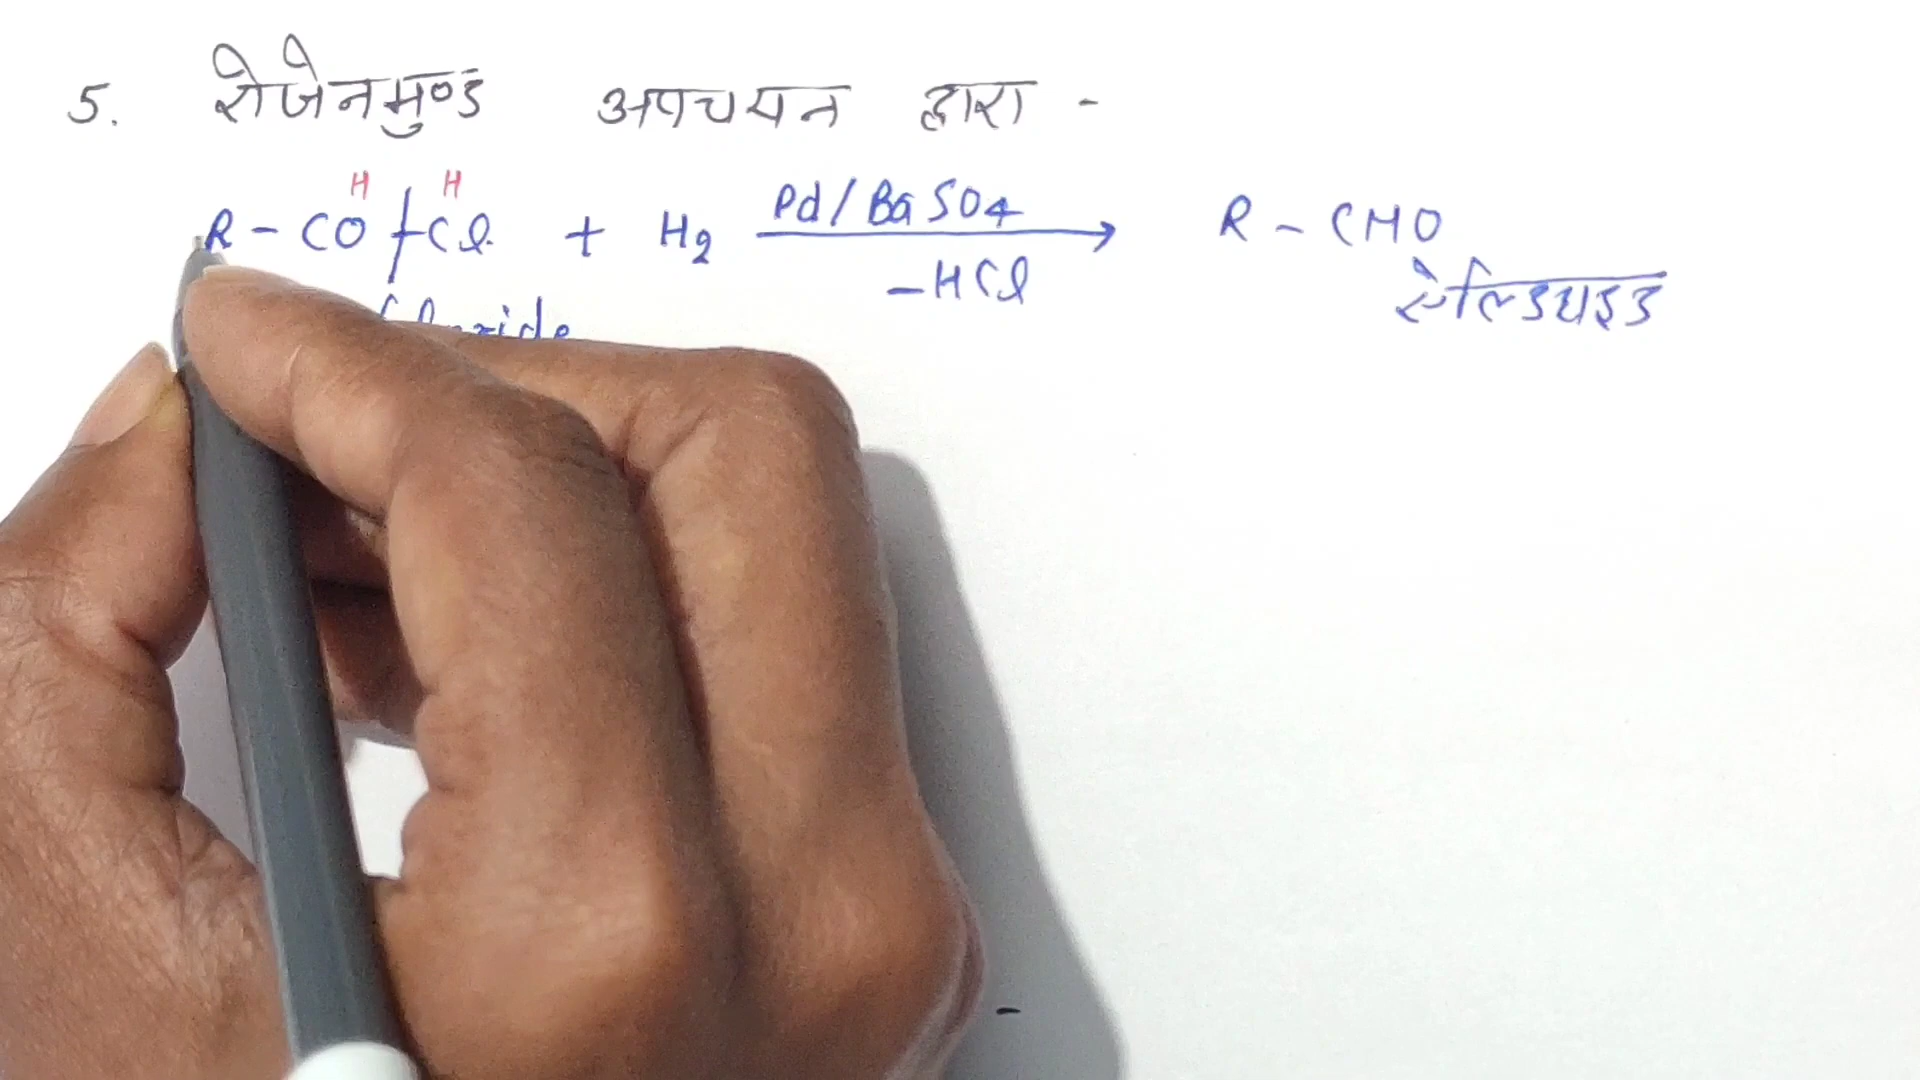 5. रोजेनमुण्ड अपचयन द्वारा -
H H
R - CO / Cl + H2 Pd/BaSO4 → R - CHO
-HCl
ऐल्डिहाइड